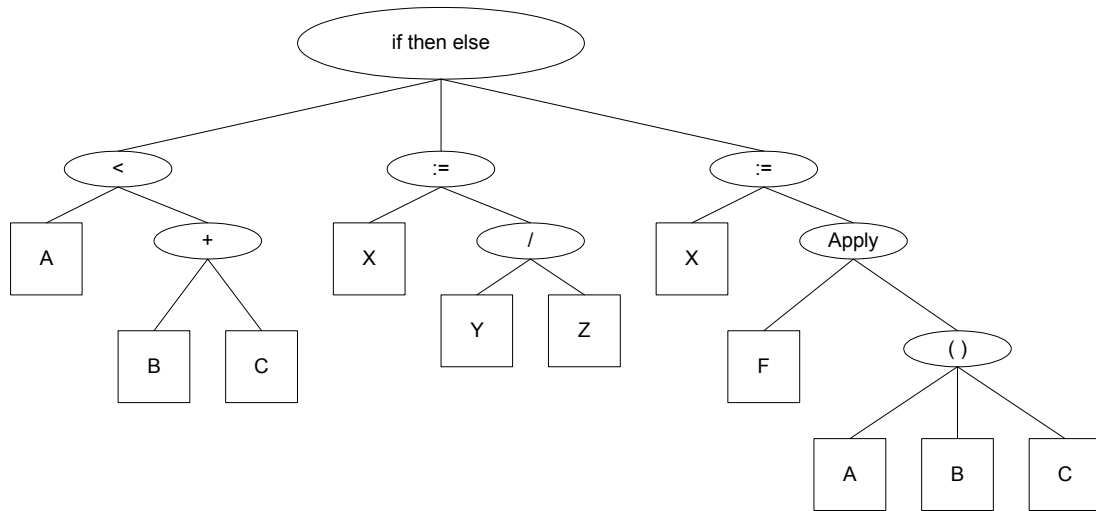 if then else
<
:=
:=
A
+
X
/
X
Apply
B
C
Y
Z
F
( )
A
B
C